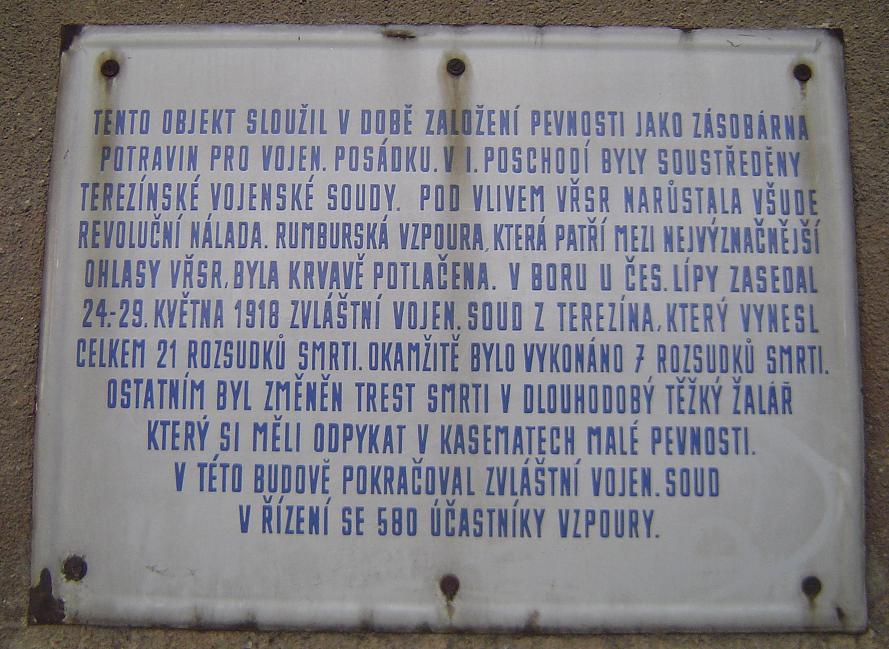 TENTO OBJEKT SLOUŽIL V DOBĚ ZALOŽENÍ PEVNOSTI JAKO ZÁSOBÁRNA
POTRAVIN PRO VOJEN. POSÁDKU. V I. POSCHODÍ BYLY SOUSTŘEDĚNY
TEREZÍNSKÉ VOJENSKÉ SOUDY. POD VLIVEM VŘSR NARŮSTALA VŠUDE
REVOLUČNÍ NÁLADA. RUMBURSKÁ VZPOURA, KTERÁ PATŘÍ MEZI NEJVÝZNAČNĚJŠÍ
OHLASY VŘSR, BYLA KRVAVĚ POTLAČENA. V BORU U ČES. LÍPY ZASEDAL
24.-29. KVĚTNA 1918 ZVLÁŠTNÍ VOJEN. SOUD Z TEREZÍNA, KTERÝ VYNESL
CELKEM 21 ROZSUDKŮ SMRTI. OKAMŽITĚ BYLO VYKONÁNO 7 ROZSUDKŮ SMRTI.
OSTATNÍM BYL ZMĚNĚN TREST SMRTI V DLOUHODOBÝ TĚŽKÝ ŽALÁŘ
KTERÝ SI MĚLI ODPYKAT V KASEMATECH MALÉ PEVNOSTI.
V TÉTO BUDOVĚ POKRAČOVAL ZVLÁŠTNÍ VOJEN. SOUD
V ŘÍZENÍ SE 580 ÚČASTNÍKY VZPOURY.